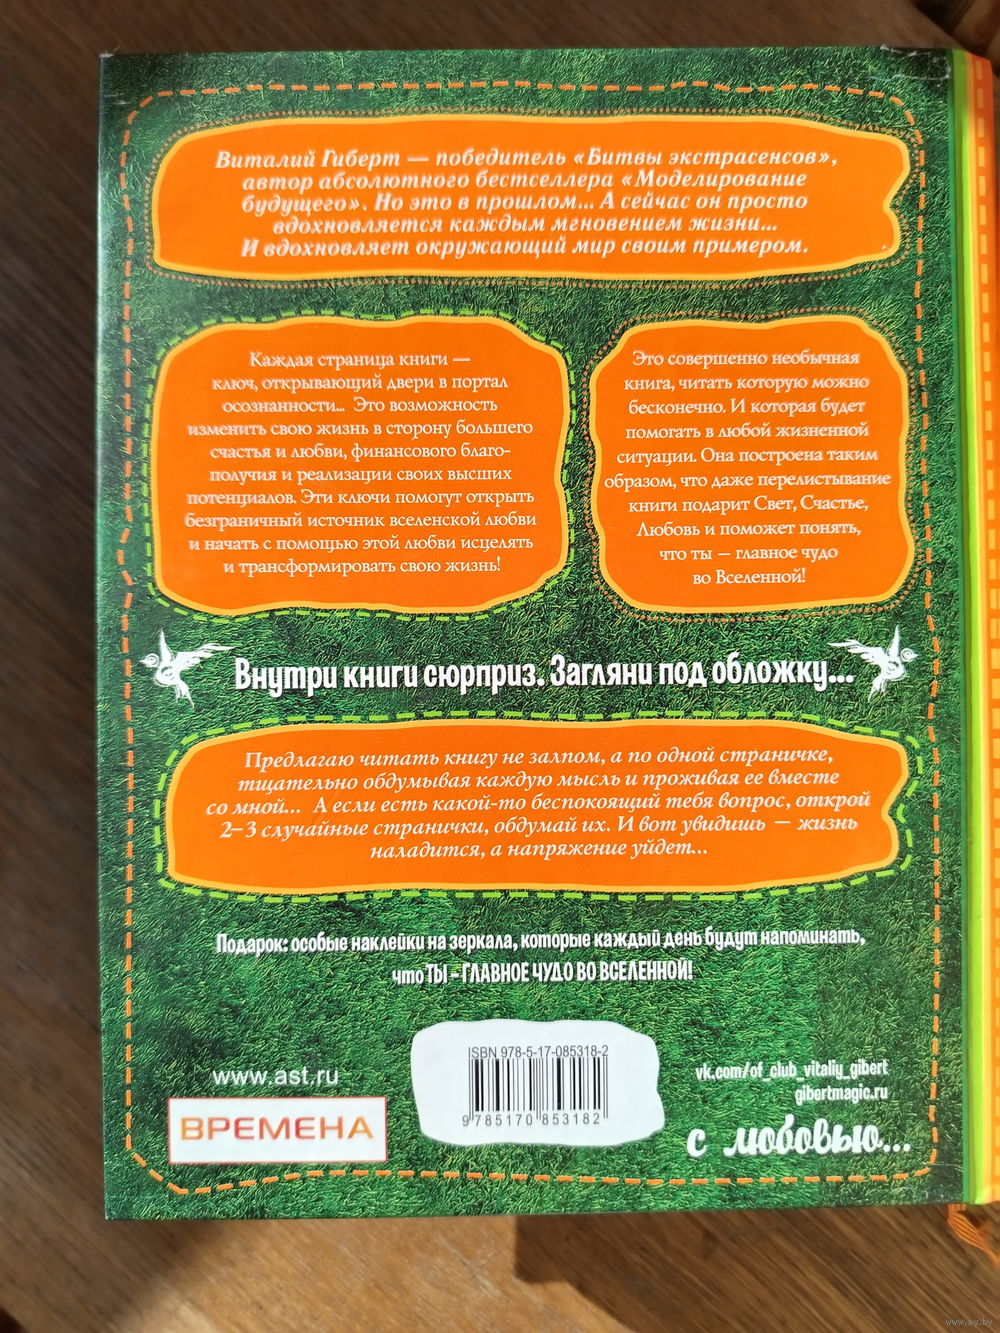 Виталий Гиберт — победитель «Битвы экстрасенсов»,
автор абсолютного бестселлера «Моделирование
будущего». Но это в прошлом... А сейчас он просто
вдохновляется каждым мгновением жизни...
И вдохновляет окружающий мир своим примером.
Каждая страница книги —
ключ, открывающий двери в портал
осознанности... Это возможность
изменить свою жизнь в сторону большего
счастья и любви, финансового благо-
получия и реализации своих высших
потенциалов. Эти ключи помогут открыть
безграничный источник вселенской любви
и начать с помощью этой любви исцелять
и трансформировать свою жизнь!
Это совершенно необычная
книга, читать которую можно
бесконечно. И которая будет
помогать в любой жизненной
ситуации. Она построена таким
образом, что даже перелистывание
книги подарит Свет, Счастье,
Любовь и поможет понять,
что ты — главное чудо
во Вселенной!
Внутри книги сюрприз. Загляни под обложку...
Предлагаю читать книгу не залпом, а по одной страничке,
тщательно обдумывая каждую мысль и проживая ее вместе
со мной... А если есть какой-то беспокоящий тебя вопрос, открой
2—3 случайные странички, обдумай их. И вот увидишь — жизнь
наладится, а напряжение уйдет...
Подарок: особые наклейки на зеркала, которые каждый день будут напоминать,
что ТЫ - ГЛАВНОЕ ЧУДО ВО ВСЕЛЕННОЙ!
www.ast.ru
ВРЕМЕНА
ISBN 978-5-17-085318-2
9 785170 853182
vk.com/of_club_vitaliy_gibert
gibertmagic.ru
с любовью...
www.ay.by